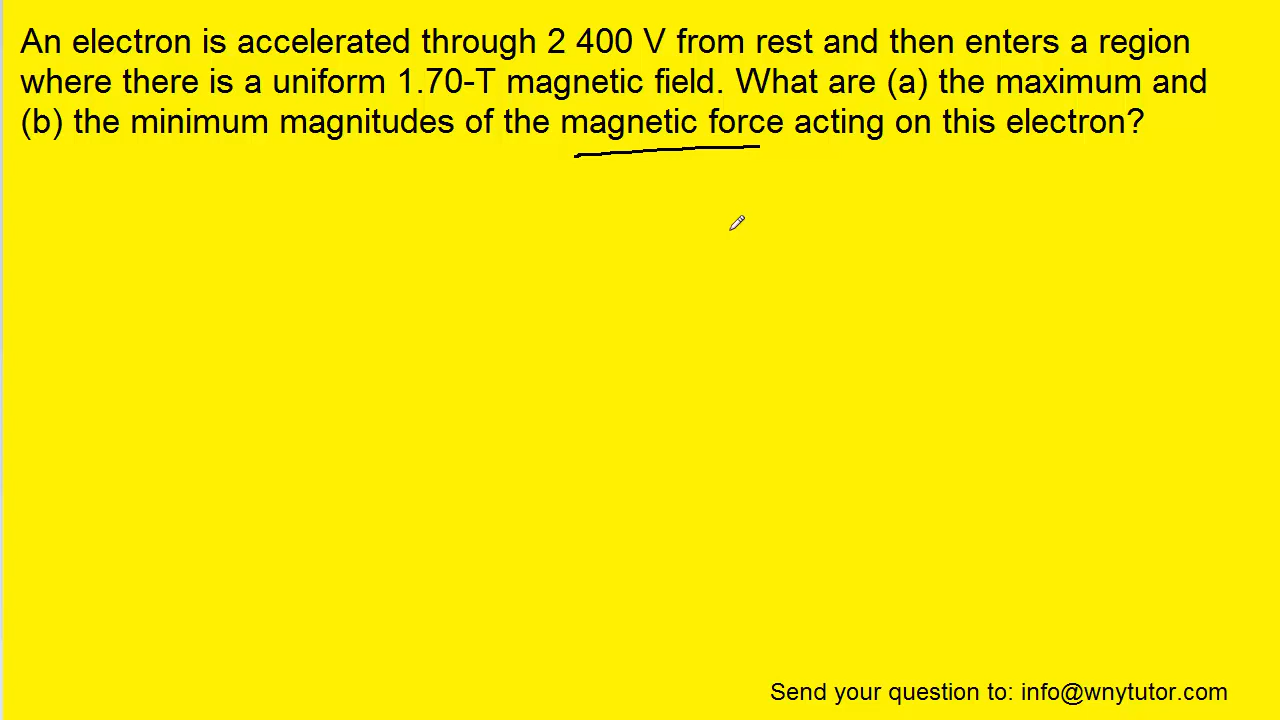 An electron is accelerated through 2 400 V from rest and then enters a region
where there is a uniform 1.70-T magnetic field. What are (a) the maximum and
(b) the minimum magnitudes of the magnetic force acting on this electron?
Send your question to: info@wnytutor.com